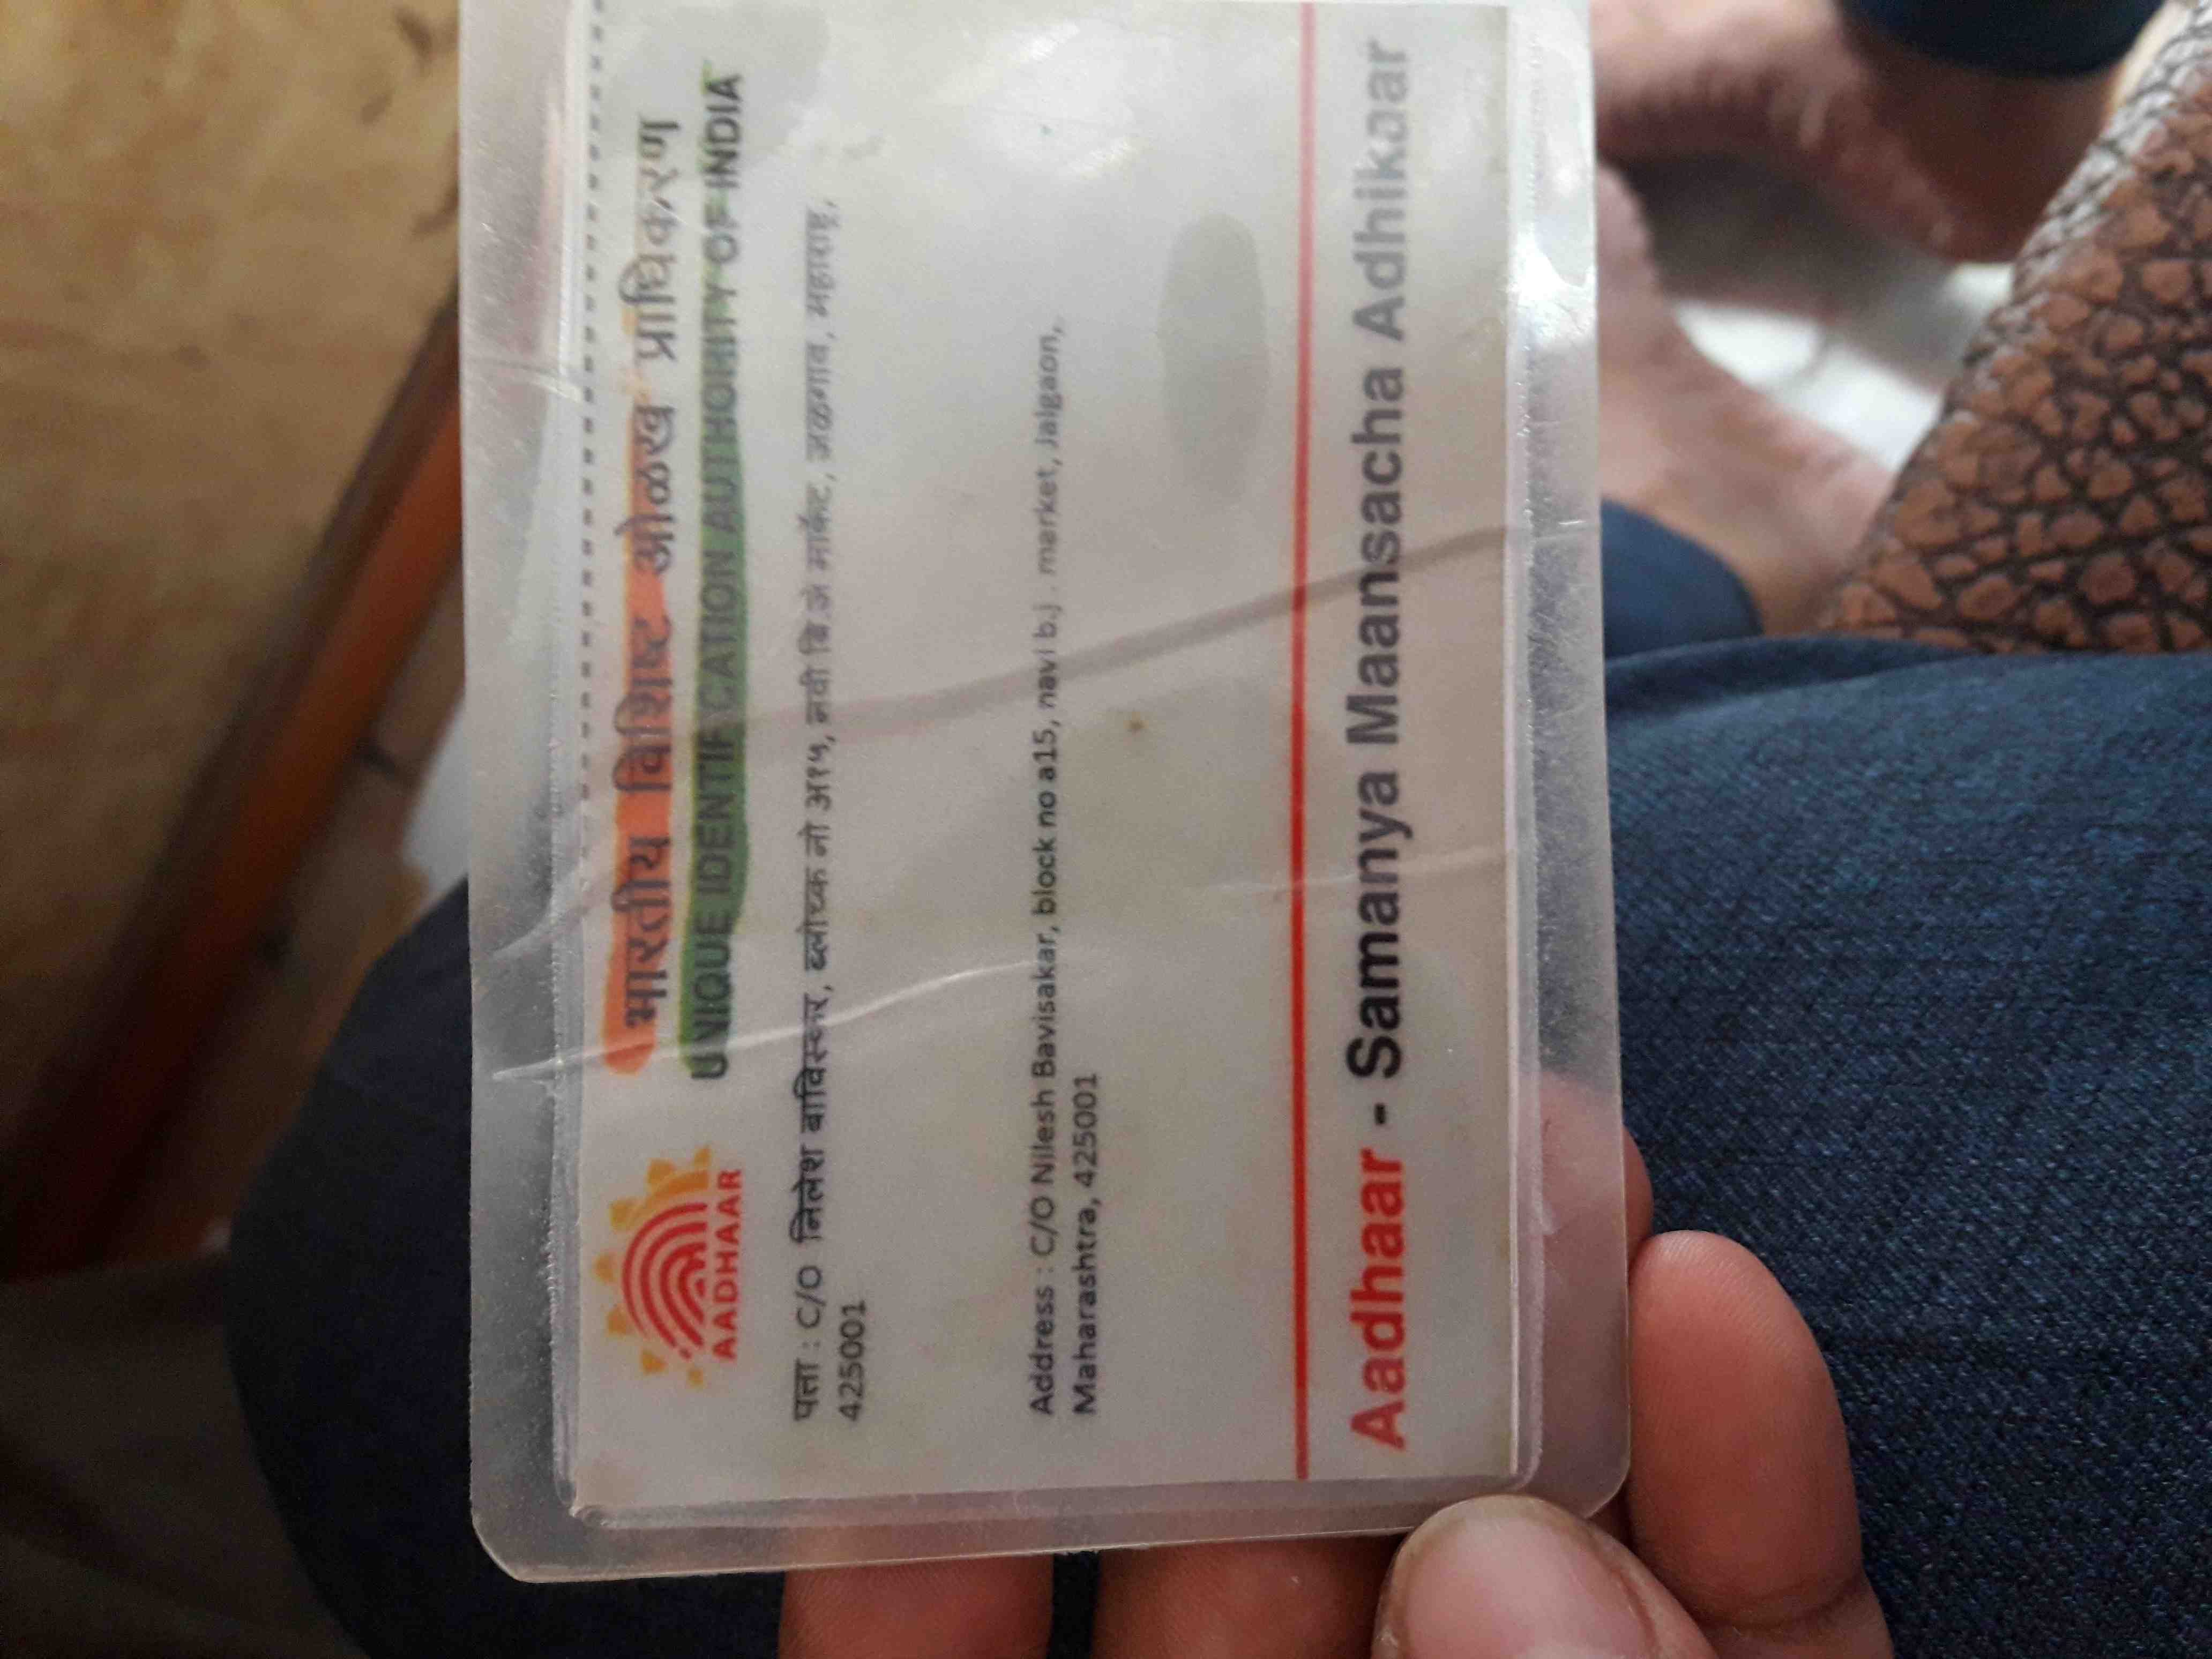 भारतीय विशिष्ट ओळख प्राधिकरण
UNIQUE IDENTIFICATION AUTHORITY OF INDIA
AADHAAR
पत्ता : C/O निलेश बाविस्कर, ब्लोच्क नो अ१५, नवी बि.जे मार्केट, जळगाव, महाराष्ट्र,
425001
Address : C/O Nilesh Bavisakar, block no a15, navi b.j . market, Jalgaon,
Maharashtra, 425001
Aadhaar - Samanya Maansacha Adhikaar